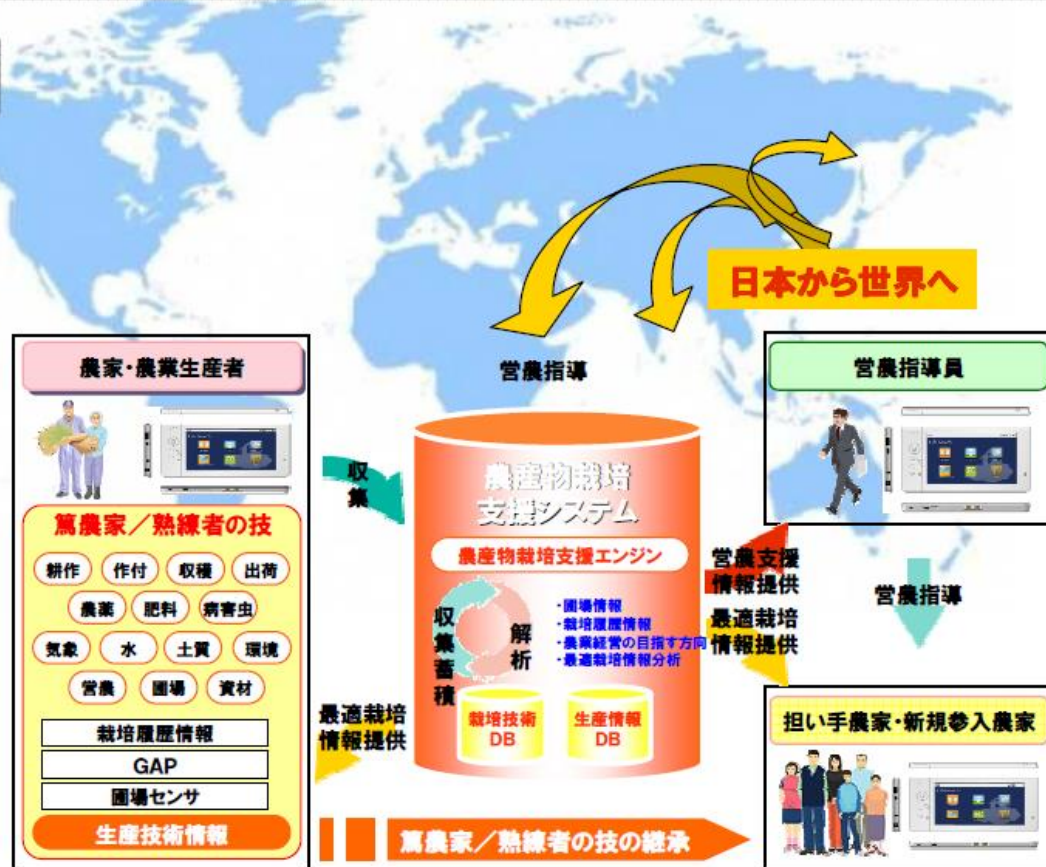 日本から世界へ
農家・農業生産者
篤農家／熟練者の技
耕作
作付
収穫
出荷
農薬
肥料
病害虫
気象
水
土質
環境
営農
圃場
資材
栽培履歴情報
GAP
圃場センサ
生産技術情報
収
集
営農指導
農産物栽培
支援システム
農産物栽培支援エンジン
収
集
蓄
積
解
析
・圃場情報
・栽培履歴情報
・農業経営の目指す方向
・最適栽培情報分析
栽培技術
DB
生産情報
DB
最適栽培
情報提供
営農支援
情報提供
最適栽培
情報提供
営農指導員
営農指導
担い手農家・新規参入農家
篤農家／熟練者の技の継承